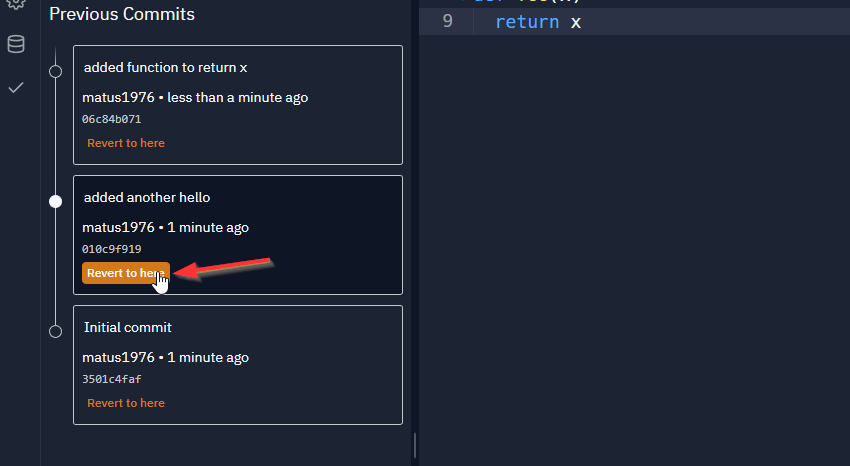 Previous Commits
added function to return x
matus1976 • less than a minute ago
06c84b071
Revert to here
added another hello
matus1976 • 1 minute ago
010c9f919
Revert to here
Initial commit
matus1976 • 1 minute ago
3501c4faf
Revert to here
9 return x